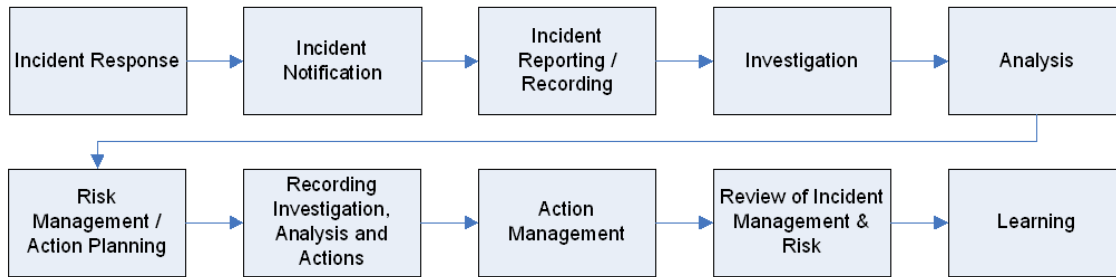 Incident Response
Incident
Notification
Incident
Reporting /
Recording
Investigation
Analysis
Risk
Management /
Action Planning
Recording
Investigation,
Analysis and
Actions
Action
Management
Review of Incident
Management &
Risk
Learning